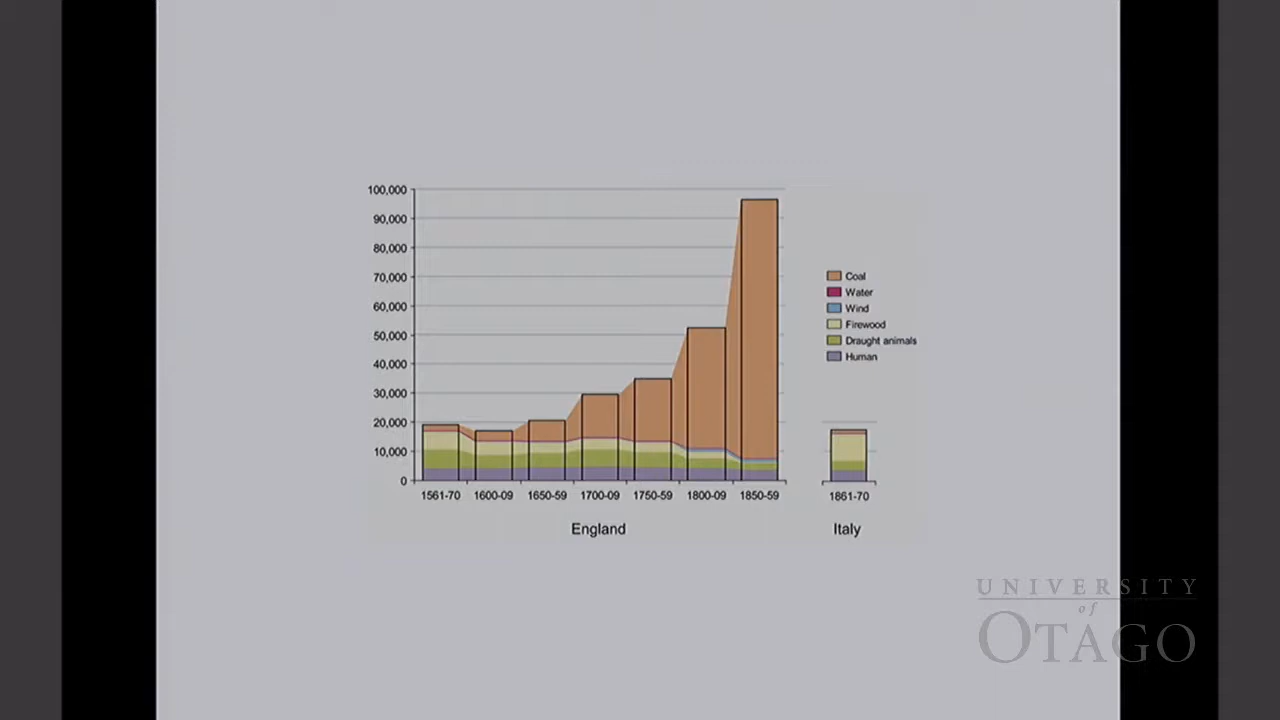 100,000
90,000
80,000
70,000
60,000
50,000
40,000
30,000
20,000
10,000
0
1561-70 1600-09 1650-59 1700-09 1750-59 1800-09 1850-59 1861-70
England Italy
Coal
Water
Wind
Firewood
Draught animals
Human
UNIVERSITY
of
OTAGO